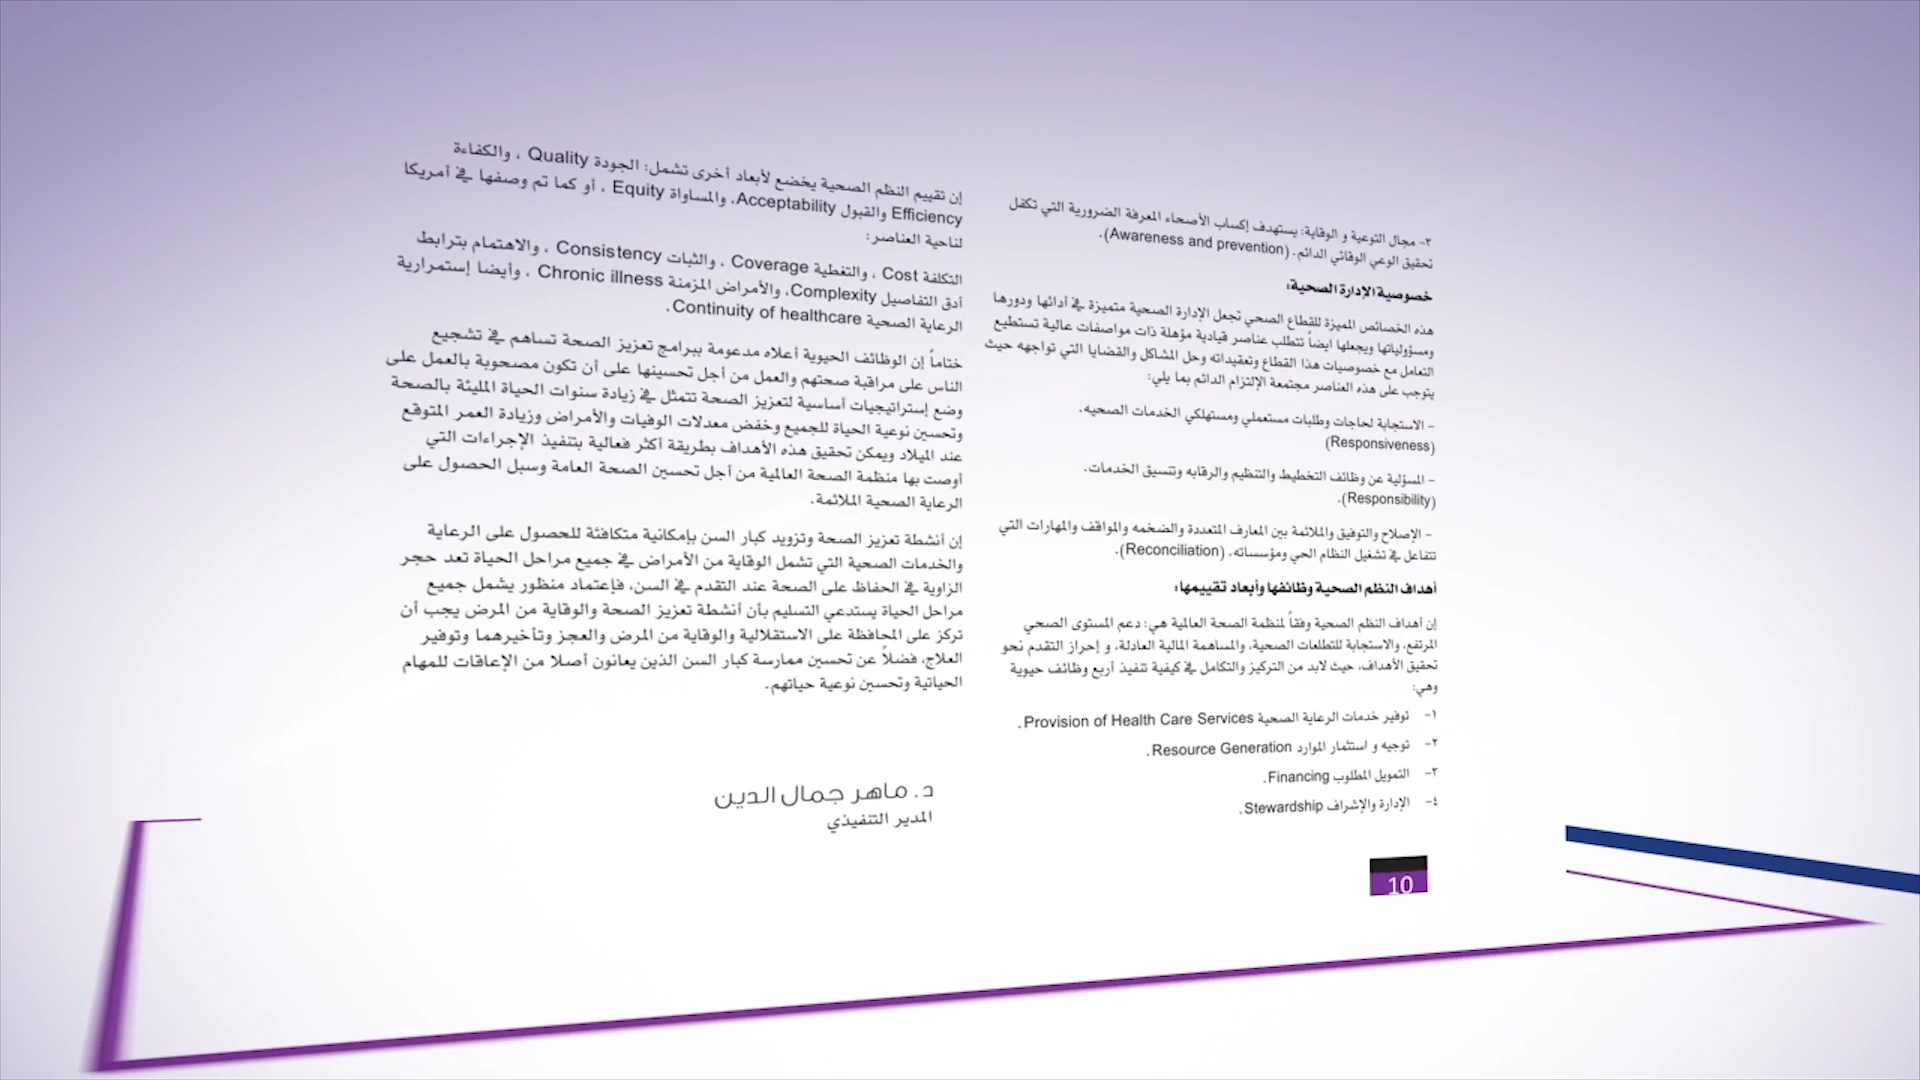 ٣- مجال التوعية و الوقاية: يستهدف إكساب الأصحاء المعرفة الضرورية التي تكفل
تحقيق الوعي الوقائي الدائم. (Awareness and prevention).
خصوصية الإدارة الصحية:
هذه الخصائص المميزة للقطاع الصحي تجعل الإدارة الصحية متميزة في أدائها ودورها
ومسؤولياتها ويجعلها ايضاً تتطلب عناصر قيادية مؤهلة ذات مواصفات عالية تستطيع
التعامل مع خصوصيات هذا القطاع وتعقيداته وحل المشاكل والقضايا التي تواجهه حيث
يتوجب على هذه العناصر مجتمعة الإلتزام الدائم بما يلي:
- الاستجابة لحاجات وطلبات مستعملي ومستهلكي الخدمات الصحيه.
(Responsiveness)
- المسؤلية عن وظائف التخطيط والتنظيم والرقابه وتنسيق الخدمات.
(Responsibility).
- الإصلاح والتوفيق والملائمة بين المعارف المتعددة والضخمه والمواقف والمهارات التي
تتفاعل في تشغيل النظام الحي ومؤسساته. (Reconciliation).
أهداف النظم الصحية وظائفها وأبعاد تقييمها:
إن أهداف النظم الصحية وفقاً لمنظمة الصحة العالمية هي: دعم المستوى الصحي
المرتفع، والاستجابة للتطلعات الصحية، والمساهمة المالية العادلة، و إحراز التقدم نحو
تحقيق الأهداف، حيث لابد من التركيز والتكامل في كيفية تنفيذ أربع وظائف حيوية
وهي:
١- توفير خدمات الرعاية الصحية Provision of Health Care Services.
٢- توجيه و استثمار الموارد Resource Generation.
٣- التمويل المطلوب Financing.
٤- الإدارة والإشراف Stewardship.
10
إن تقييم النظم الصحية يخضع لأبعاد أخرى تشمل: الجودة Quality ، والكفاءة
Efficiency والقبول Acceptability، والمساواة Equity ، أو كما تم وصفها في أمريكا
لناحية العناصر:
التكلفة Cost ، والتغطية Coverage ، والثبات Consistency ، والاهتمام بترابط
أدق التفاصيل Complexity، والأمراض المزمنة Chronic illness ، وأيضا إستمرارية
الرعاية الصحية Continuity of healthcare.
ختاماً إن الوظائف الحيوية أعلاه مدعومة ببرامج تعزيز الصحة تساهم في تشجيع
الناس على مراقبة صحتهم والعمل من أجل تحسينها على أن تكون مصحوبة بالعمل على
وضع إستراتيجيات أساسية لتعزيز الصحة تتمثل في زيادة سنوات الحياة المليئة بالصحة
وتحسين نوعية الحياة للجميع وخفض معدلات الوفيات والأمراض وزيادة العمر المتوقع
عند الميلاد ويمكن تحقيق هذه الأهداف بطريقة أكثر فعالية بتنفيذ الإجراءات التي
أوصت بها منظمة الصحة العالمية من أجل تحسين الصحة العامة وسبل الحصول على
الرعاية الصحية الملائمة.
إن أنشطة تعزيز الصحة وتزويد كبار السن بإمكانية متكافئة للحصول على الرعاية
والخدمات الصحية التي تشمل الوقاية من الأمراض في جميع مراحل الحياة تعد حجر
الزاوية في الحفاظ على الصحة عند التقدم في السن، فإعتماد منظور يشمل جميع
مراحل الحياة يستدعي التسليم بأن أنشطة تعزيز الصحة والوقاية من المرض يجب أن
تركز على المحافظة على الاستقلالية والوقاية من المرض والعجز وتأخيرهما وتوفير
العلاج، فضلاً عن تحسين ممارسة كبار السن الذين يعانون أصلا من الإعاقات للمهام
الحياتية وتحسين نوعية حياتهم.
د. ماهر جمال الدين
المدير التنفيذي